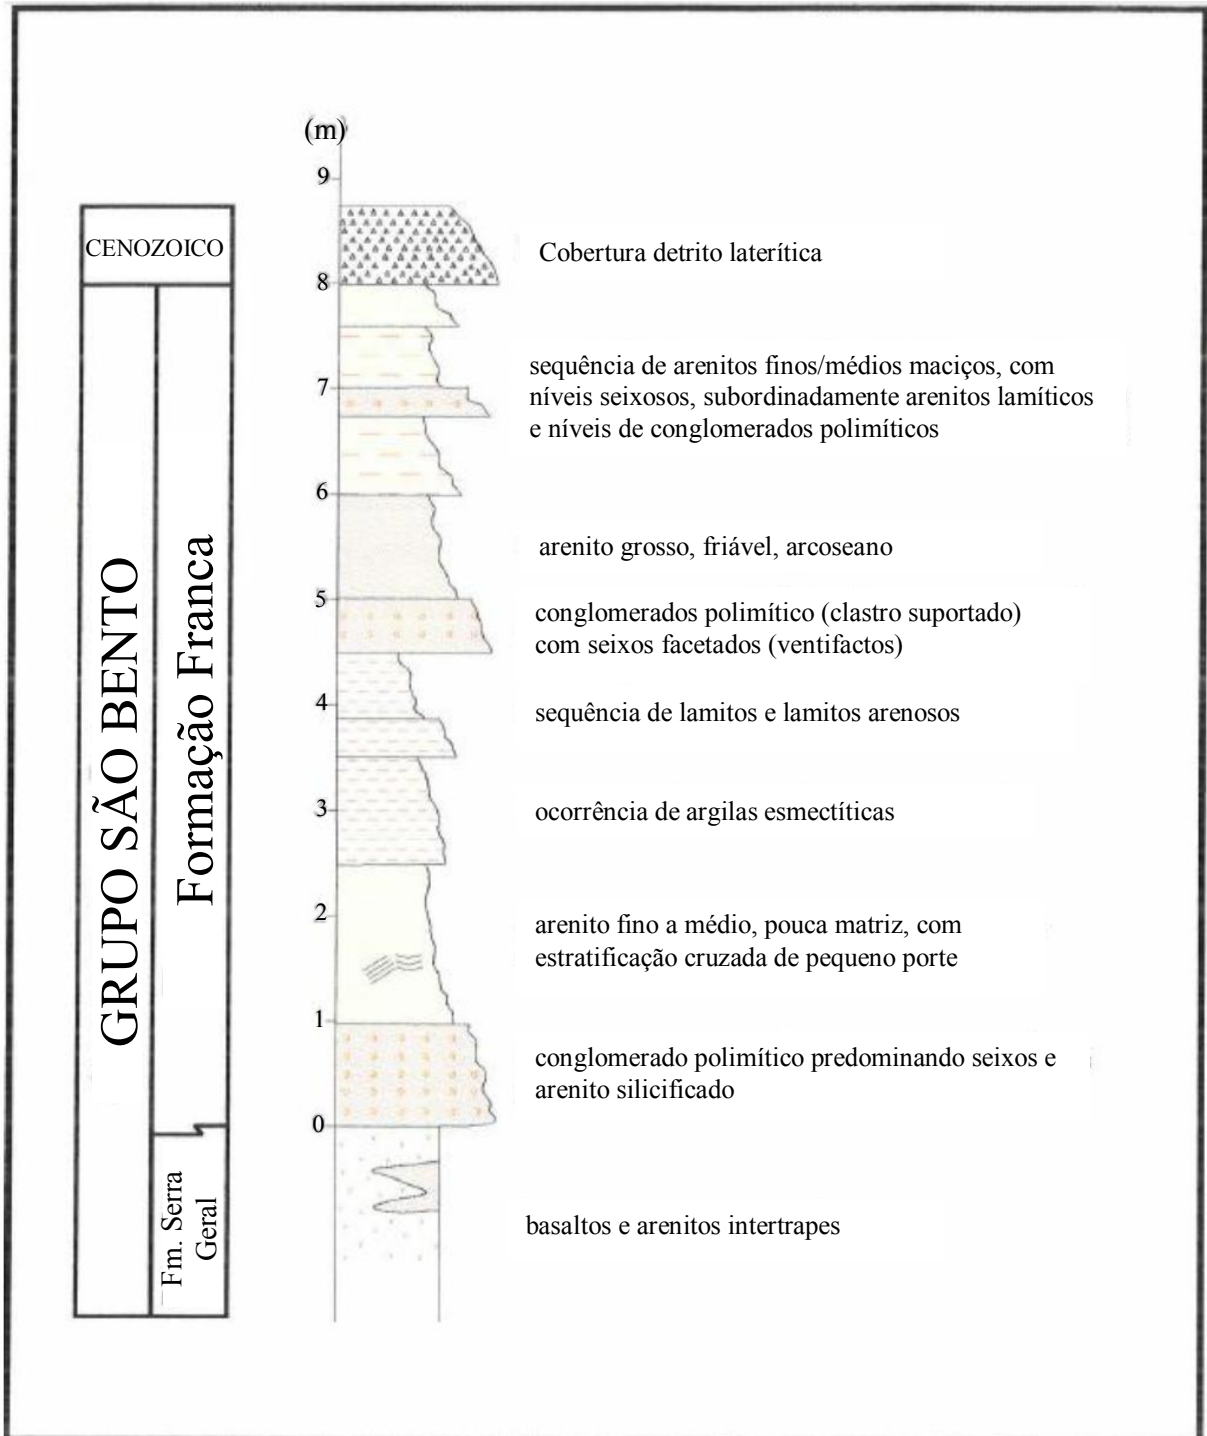 (m)
9
CENOZOICO
Cobertura detrito laterítica
8
sequência de arenitos finos/médios maciços, com
níveis seixosos, subordinadamente arenitos lamíticos
e níveis de conglomerados polimíticos
7
6
arenito grosso, friável, arcoseano
5
conglomerados polimítico (clastro suportado)
com seixos facetados (ventifactos)
4
sequência de lamitos e lamitos arenosos
3
ocorrência de argilas esmectíticas
2
arenito fino a médio, pouca matriz, com
estratificação cruzada de pequeno porte
1
conglomerado polimítico predominando seixos e
arenito silicificado
0
basaltos e arenitos intertrapes
GRUPO SÃO BENTO
Formação Franca
Fm. Serra
Geral